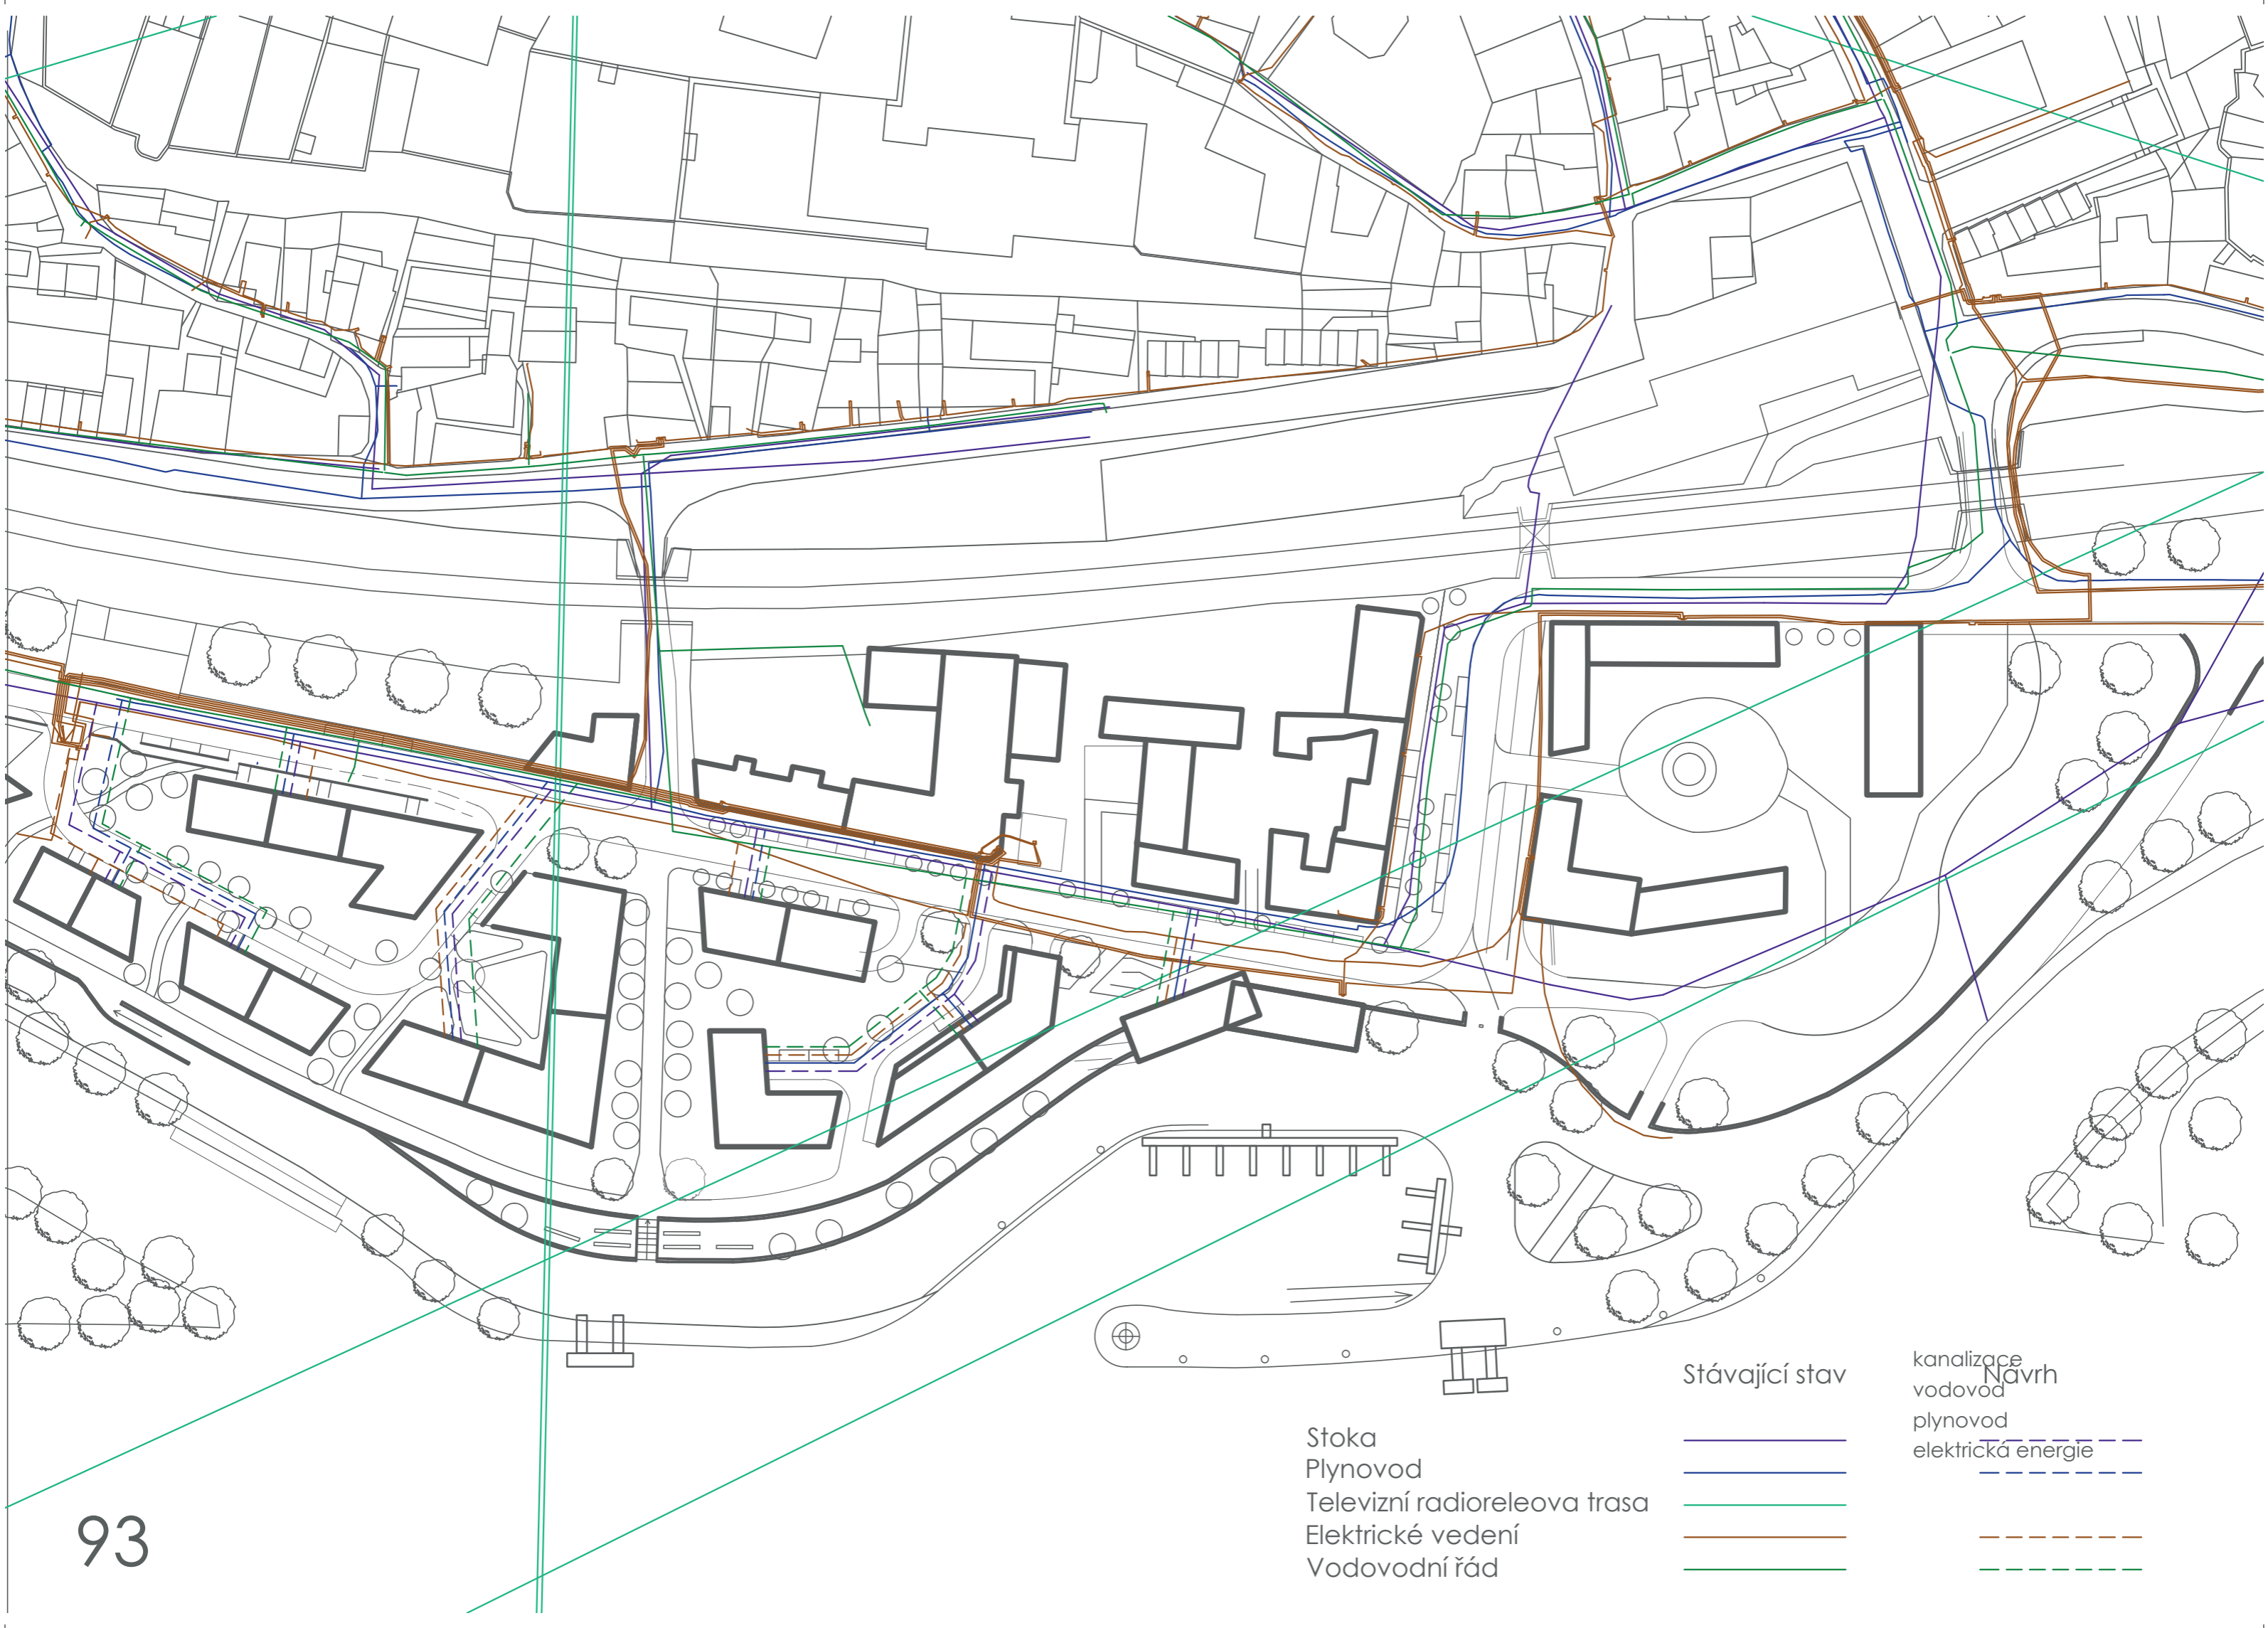 Stávající stav
Návrh
kanalizace
vodovod
plynovod
elektrická energie
Stoka
Plynovod
Televizní radioreleova trasa
Elektrické vedení
Vodovodní řád
93